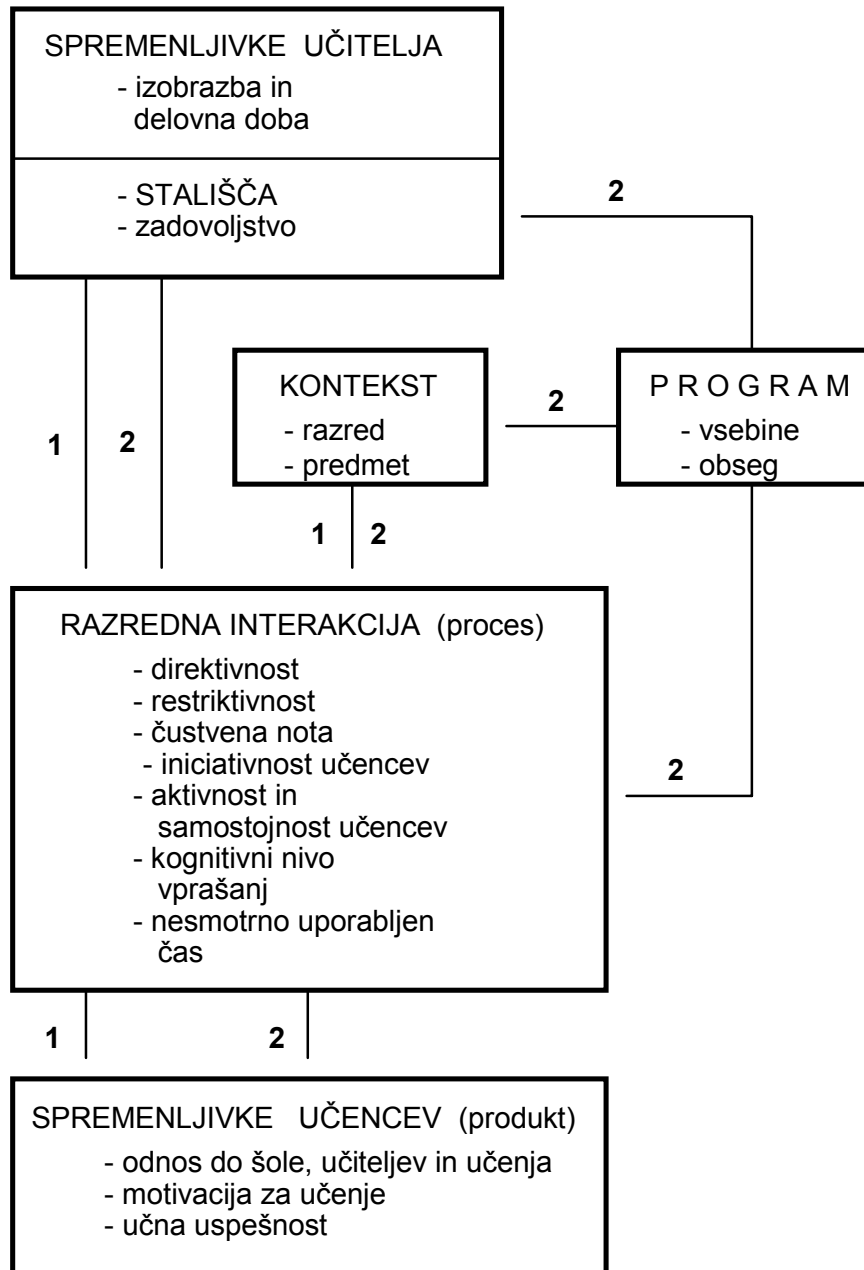 SPREMENLJIVKE UČITELJA
- izobrazba in
delovna doba
- STALIŠČA
- zadovoljstvo
2
KONTEKST
- razred
- predmet
2
P R O G R A M
- vsebine
- obseg
1
2
1
2
RAZREDNA INTERAKCIJA (proces)
- direktivnost
- restriktivnost
- čustvena nota
- iniciativnost učencev
- aktivnost in
samostojnost učencev
- kognitivni nivo
vprašanj
- nesmotrno uporabljen
čas
2
1
2
SPREMENLJIVKE UČENCEV (produkt)
- odnos do šole, učiteljev in učenja
- motivacija za učenje
- učna uspešnost